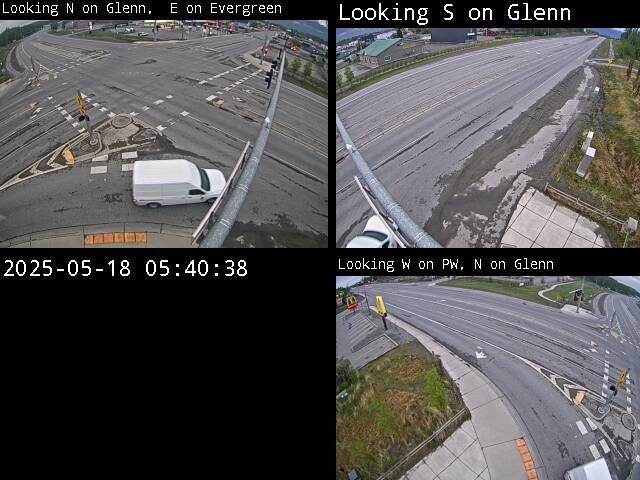 Looking N on Glenn,  E on Evergreen
Looking S on Glenn
2025-05-18 05:40:38
Looking W on PW, N on Glenn